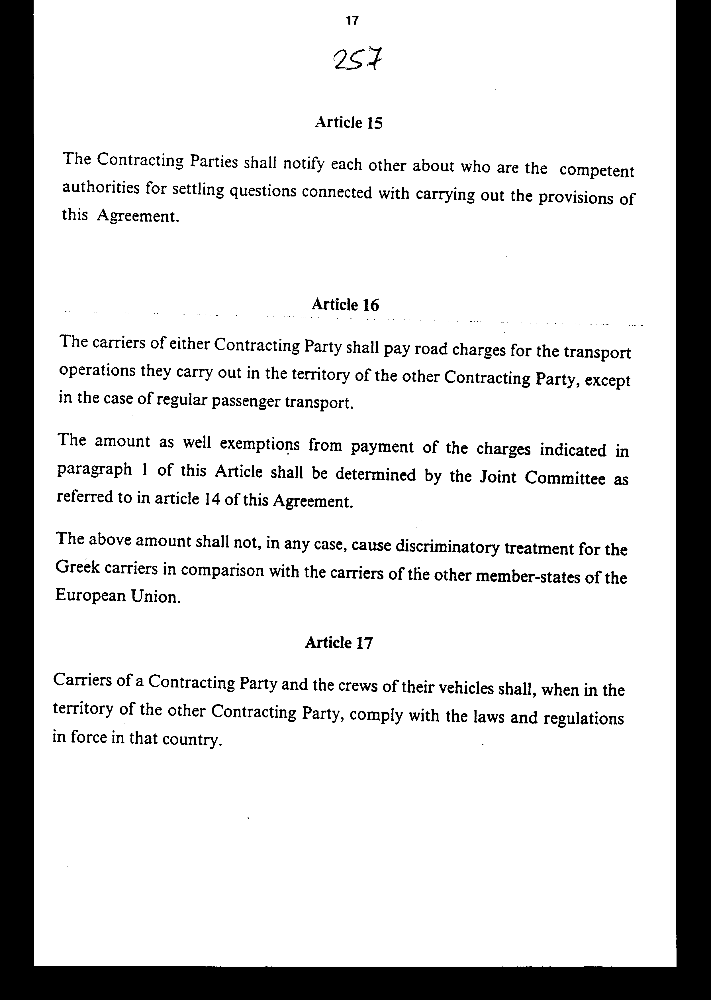 17
257
Article 15
The Contracting Parties shall notify each other about who are the competent
authorities for settling questions connected with carrying out the provisions of
this Agreement.
Article 16
The carriers of either Contracting Party shall pay road charges for the transport
operations they carry out in the territory of the other Contracting Party, except
in the case of regular passenger transport.
The amount as well exemptions from payment of the charges indicated in
paragraph 1 of this Article shall be determined by the Joint Committee as
referred to in article 14 of this Agreement.
The above amount shall not, in any case, cause discriminatory treatment for the
Greek carriers in comparison with the carriers of the other member-states of the
European Union.
Article 17
Carriers of a Contracting Party and the crews of their vehicles shall, when in the
territory of the other Contracting Party, comply with the laws and regulations
in force in that country.